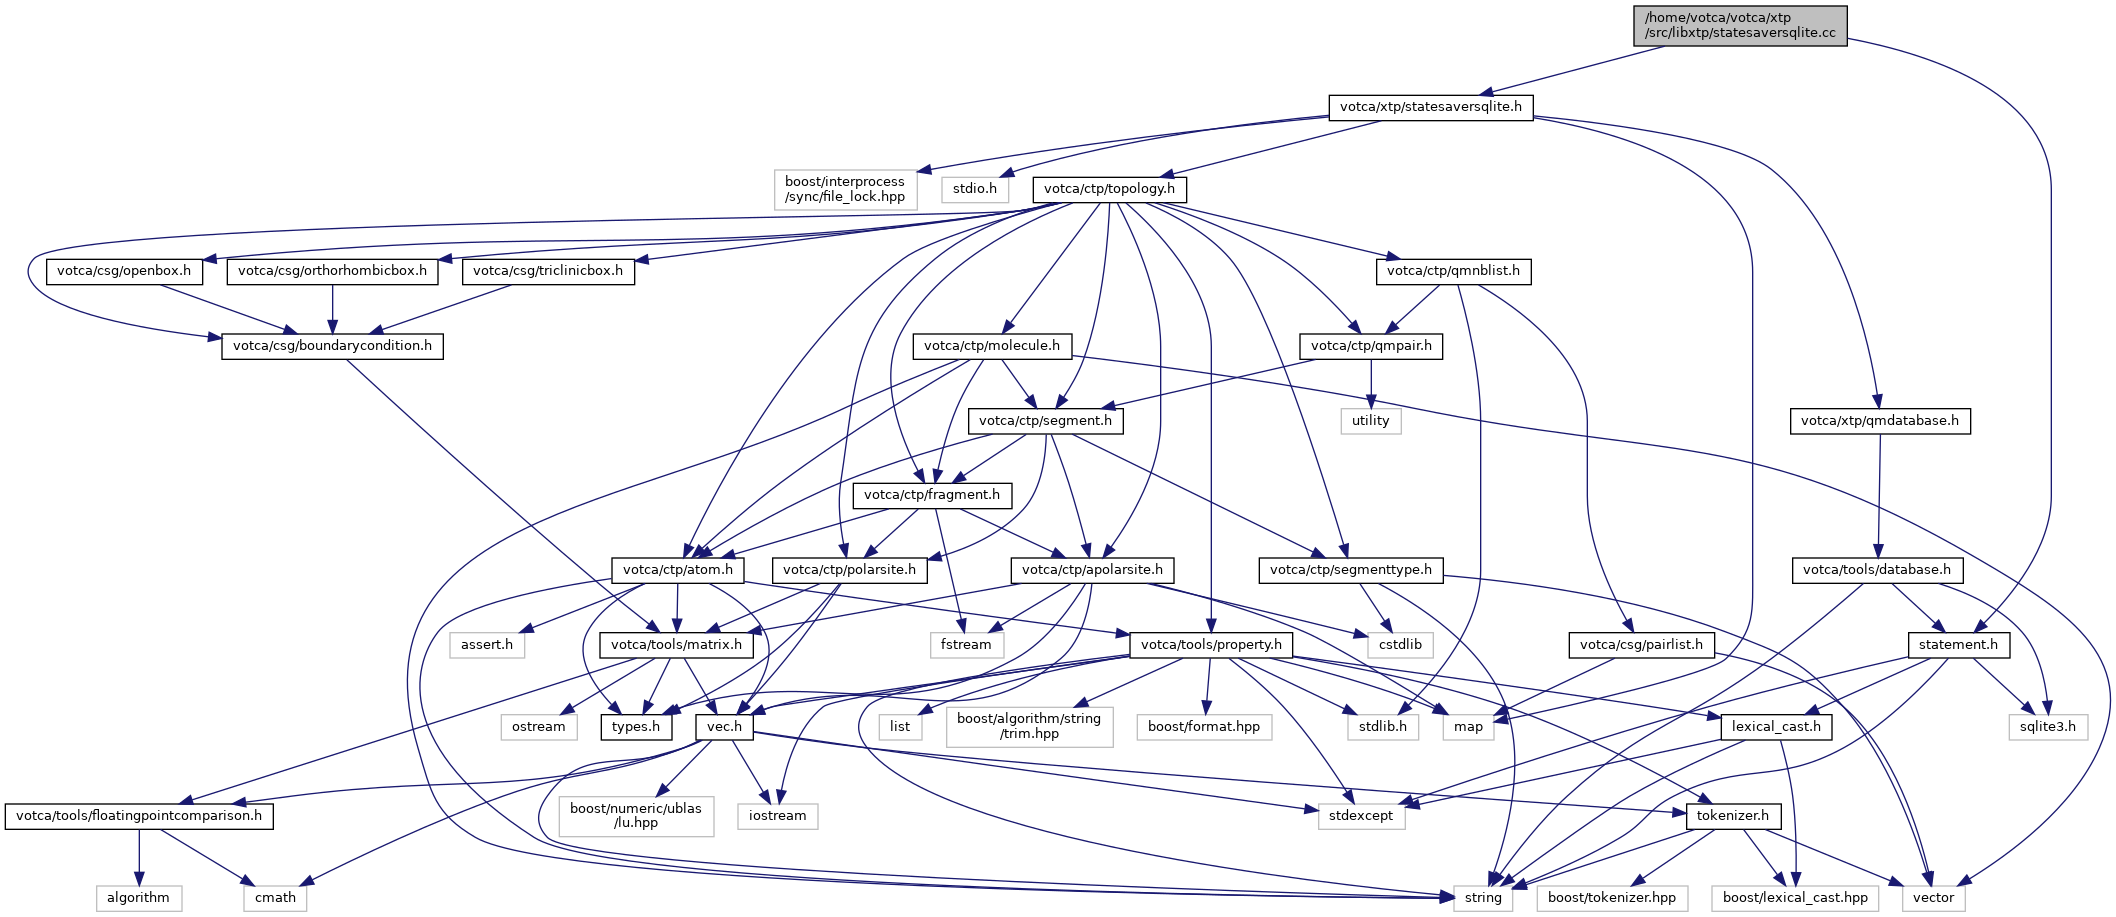 /home/votca/votca/xtp
/src/libxtp/statesaversqlite.cc
votca/xtp/statesaversqlite.h
boost/interprocess
/sync/file_lock.hpp
stdio.h
votca/ctp/topology.h
votca/csg/openbox.h
votca/csg/orthorhombicbox.h
votca/csg/triclinicbox.h
votca/ctp/qmnblist.h
votca/csg/boundarycondition.h
votca/ctp/molecule.h
votca/ctp/qmpair.h
votca/ctp/segment.h
utility
votca/xtp/qmdatabase.h
votca/ctp/fragment.h
votca/ctp/atom.h
votca/ctp/polarsite.h
votca/ctp/apolarsite.h
votca/ctp/segmenttype.h
votca/tools/database.h
assert.h
votca/tools/matrix.h
fstream
votca/tools/property.h
cstdlib
votca/csg/pairlist.h
statement.h
ostream
types.h
vec.h
list
boost/algorithm/string
/trim.hpp
boost/format.hpp
stdlib.h
map
lexical_cast.h
sqlite3.h
votca/tools/floatingpointcomparison.h
boost/numeric/ublas
/lu.hpp
iostream
stdexcept
tokenizer.h
algorithm
cmath
string
boost/tokenizer.hpp
boost/lexical_cast.hpp
vector